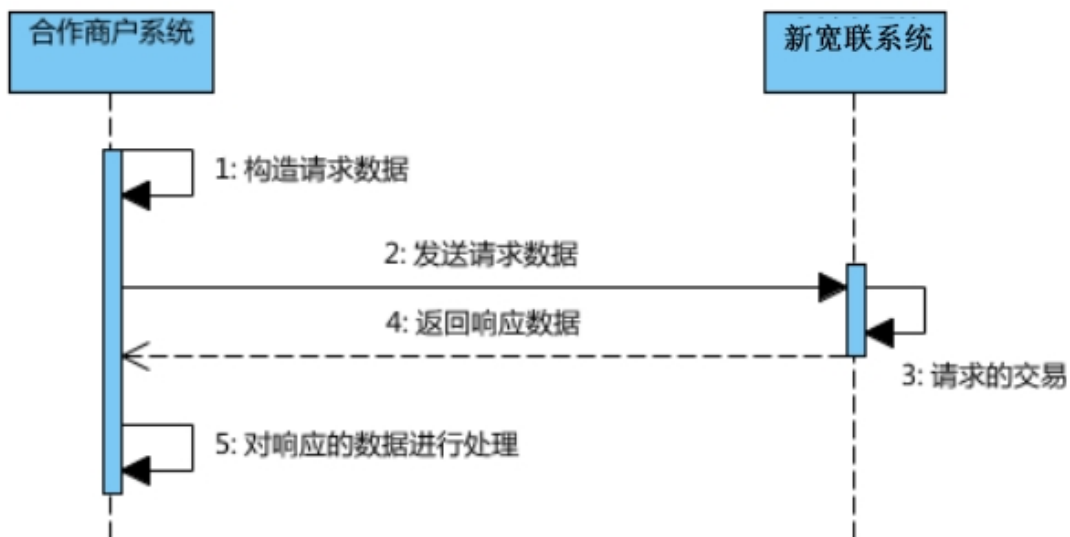 合作商户系统
新宽联系统
1: 构造请求数据
2: 发送请求数据
4: 返回响应数据
3: 请求的交易
5: 对响应的数据进行处理